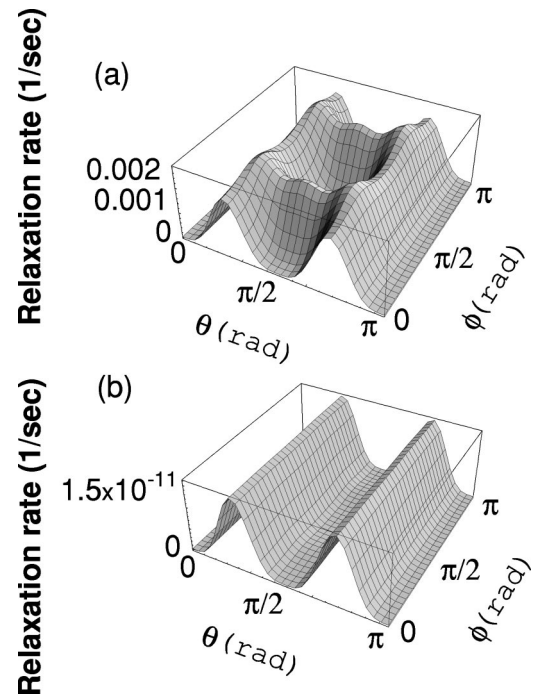 Relaxation rate (1/sec)
(a)
0.002
0.001
0
0
π/2
π
θ (rad)
0
π/2
π
ϕ (rad)
Relaxation rate (1/sec)
(b)
1.5x10⁻¹¹
0
0
π/2
π
θ (rad)
0
π/2
π
ϕ (rad)